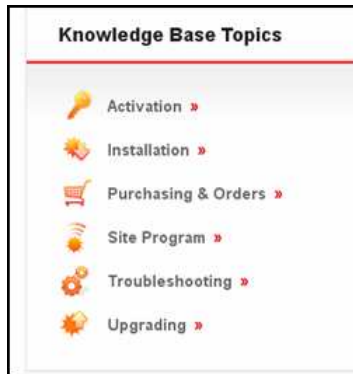 Knowledge Base Topics
Activation »
Installation »
Purchasing & Orders »
Site Program »
Troubleshooting »
Upgrading »